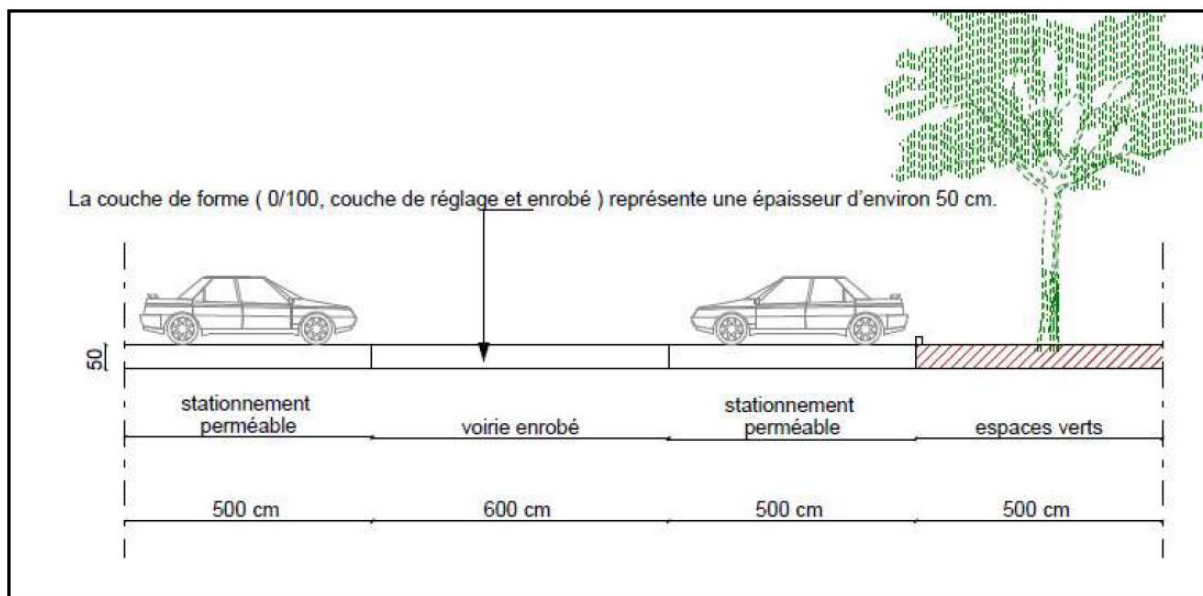 La couche de forme ( 0/100, couche de réglage et enrobé ) représente une épaisseur d'environ 50 cm.
50
stationnement
perméable
voirie enrobé
stationnement
perméable
espaces verts
500 cm
600 cm
500 cm
500 cm